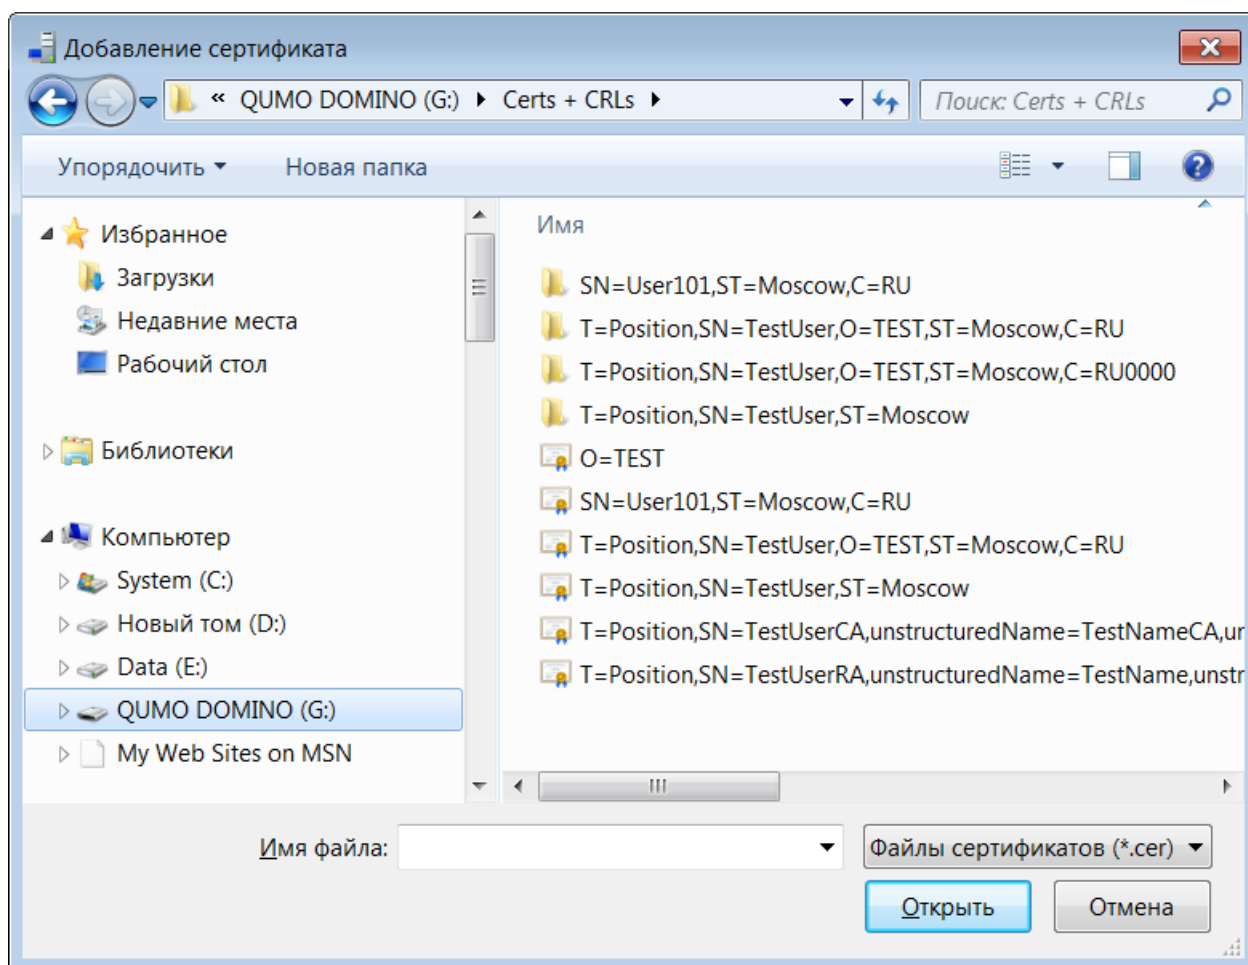 Добавление сертификата
« QUMO DOMINO (G:) Certs + CRLs
Поиск: Certs + CRLs
Упорядочить Новая папка
Избранное
Загрузки
Недавние места
Рабочий стол
Библиотеки
Компьютер
System (C:)
Новый том (D:)
Data (E:)
QUMO DOMINO (G:)
My Web Sites on MSN
Имя
SN=User101,ST=Moscow,C=RU
T=Position,SN=TestUser,O=TEST,ST=Moscow,C=RU
T=Position,SN=TestUser,O=TEST,ST=Moscow,C=RU0000
T=Position,SN=TestUser,ST=Moscow
O=TEST
SN=User101,ST=Moscow,C=RU
T=Position,SN=TestUser,O=TEST,ST=Moscow,C=RU
T=Position,SN=TestUser,ST=Moscow
T=Position,SN=TestUserCA,unstructuredName=TestNameCA,ur
T=Position,SN=TestUserRA,unstructuredName=TestName,unstr
Имя файла:
Файлы сертификатов (*.cer)
Открыть Отмена